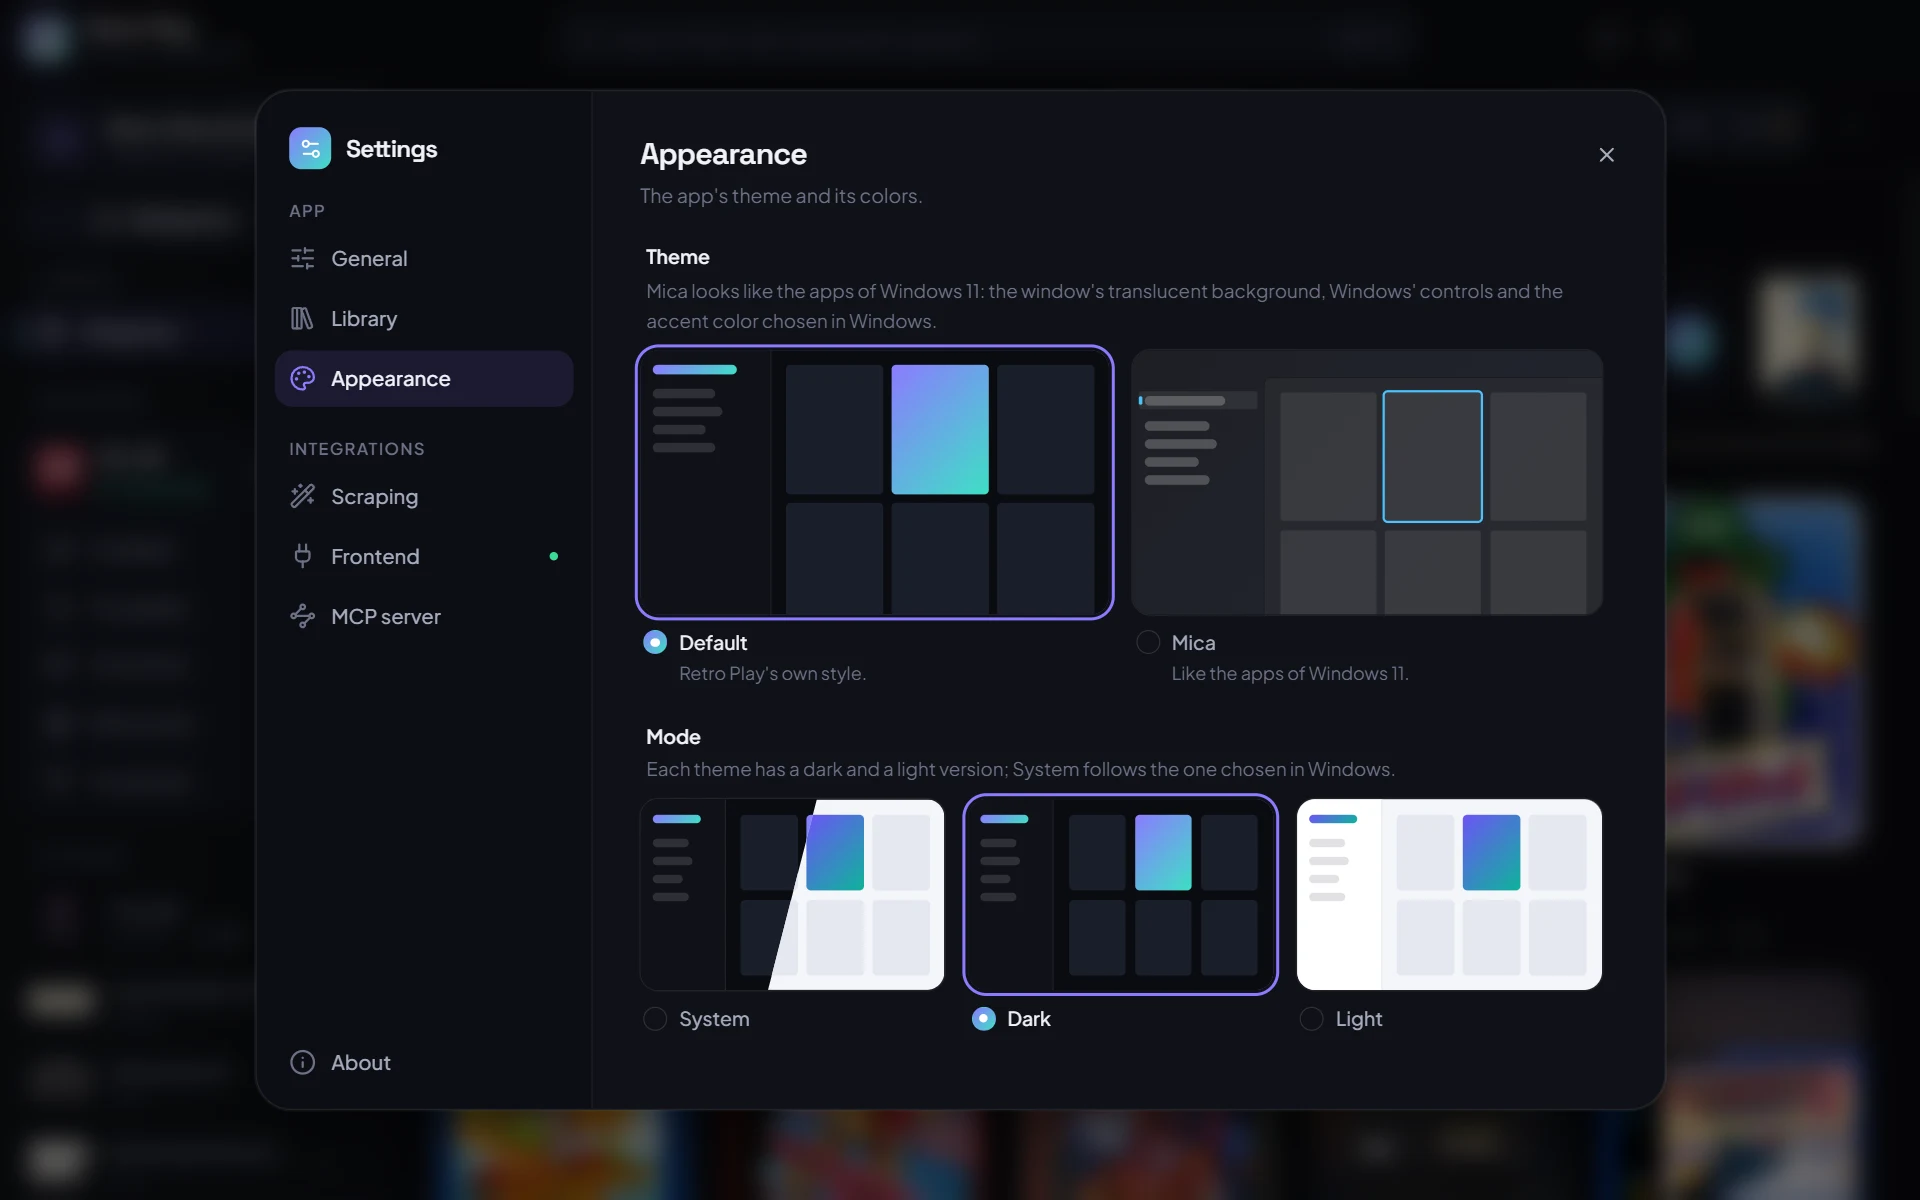 Settings
APP
General
Library
Appearance
INTEGRATIONS
Scraping
Frontend
MCP server
About
Appearance
The app's theme and its colors.
Theme
Mica looks like the apps of Windows 11: the window's translucent background, Windows' controls and the
accent color chosen in Windows.
Default
Retro Play's own style.
Mica
Like the apps of Windows 11.
Mode
Each theme has a dark and a light version; System follows the one chosen in Windows.
System
Dark
Light